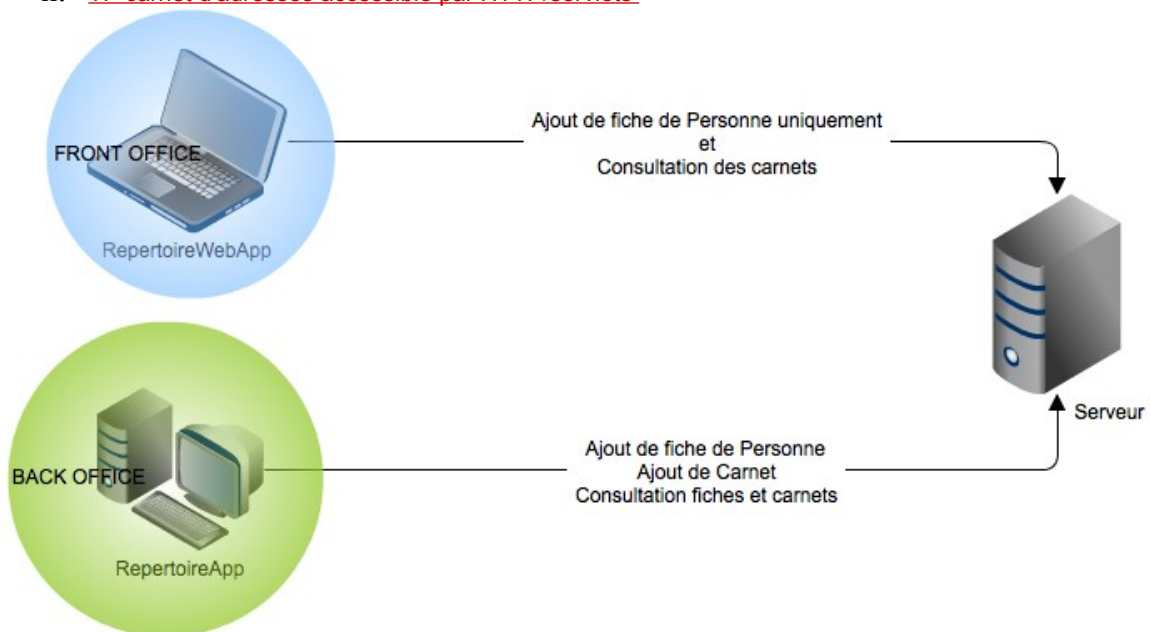 FRONT OFFICE
RepertoireWebApp
Ajout de fiche de Personne uniquement
et
Consultation des carnets
Serveur
BACK OFFICE
RepertoireApp
Ajout de fiche de Personne
Ajout de Carnet
Consultation fiches et carnets